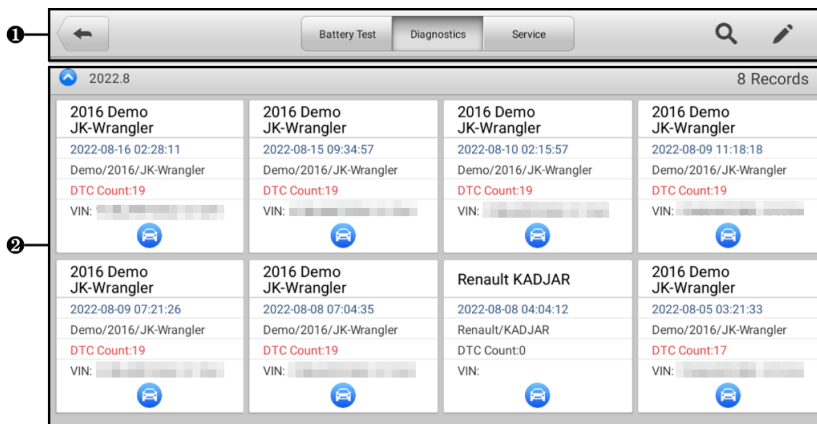 ❶
Battery Test Diagnostics Service
❷
2022.8 8 Records
2016 Demo
JK-Wrangler
2022-08-16 02:28:11
Demo/2016/JK-Wrangler
DTC Count:19
VIN:
2016 Demo
JK-Wrangler
2022-08-15 09:34:57
Demo/2016/JK-Wrangler
DTC Count:19
VIN:
2016 Demo
JK-Wrangler
2022-08-10 02:15:57
Demo/2016/JK-Wrangler
DTC Count:19
VIN:
2016 Demo
JK-Wrangler
2022-08-09 11:18:18
Demo/2016/JK-Wrangler
DTC Count:19
VIN:
2016 Demo
JK-Wrangler
2022-08-09 07:21:26
Demo/2016/JK-Wrangler
DTC Count:19
VIN:
2016 Demo
JK-Wrangler
2022-08-08 07:04:35
Demo/2016/JK-Wrangler
DTC Count:19
VIN:
Renault KADJAR
2022-08-08 04:04:12
Renault/KADJAR
DTC Count:0
VIN:
2016 Demo
JK-Wrangler
2022-08-05 03:21:33
Demo/2016/JK-Wrangler
DTC Count:17
VIN: